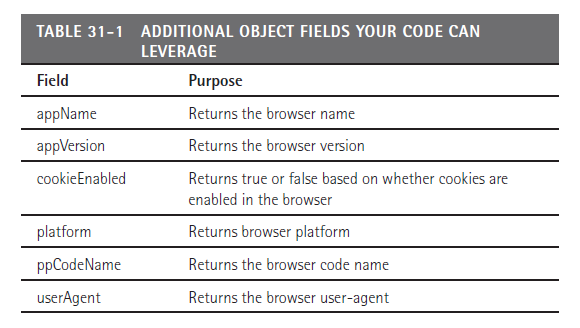 TABLE 31-1 ADDITIONAL OBJECT FIELDS YOUR CODE CAN
LEVERAGE
Field Purpose
appName Returns the browser name
appVersion Returns the browser version
cookieEnabled Returns true or false based on whether cookies are
enabled in the browser
platform Returns browser platform
ppCodeName Returns the browser code name
userAgent Returns the browser user-agent